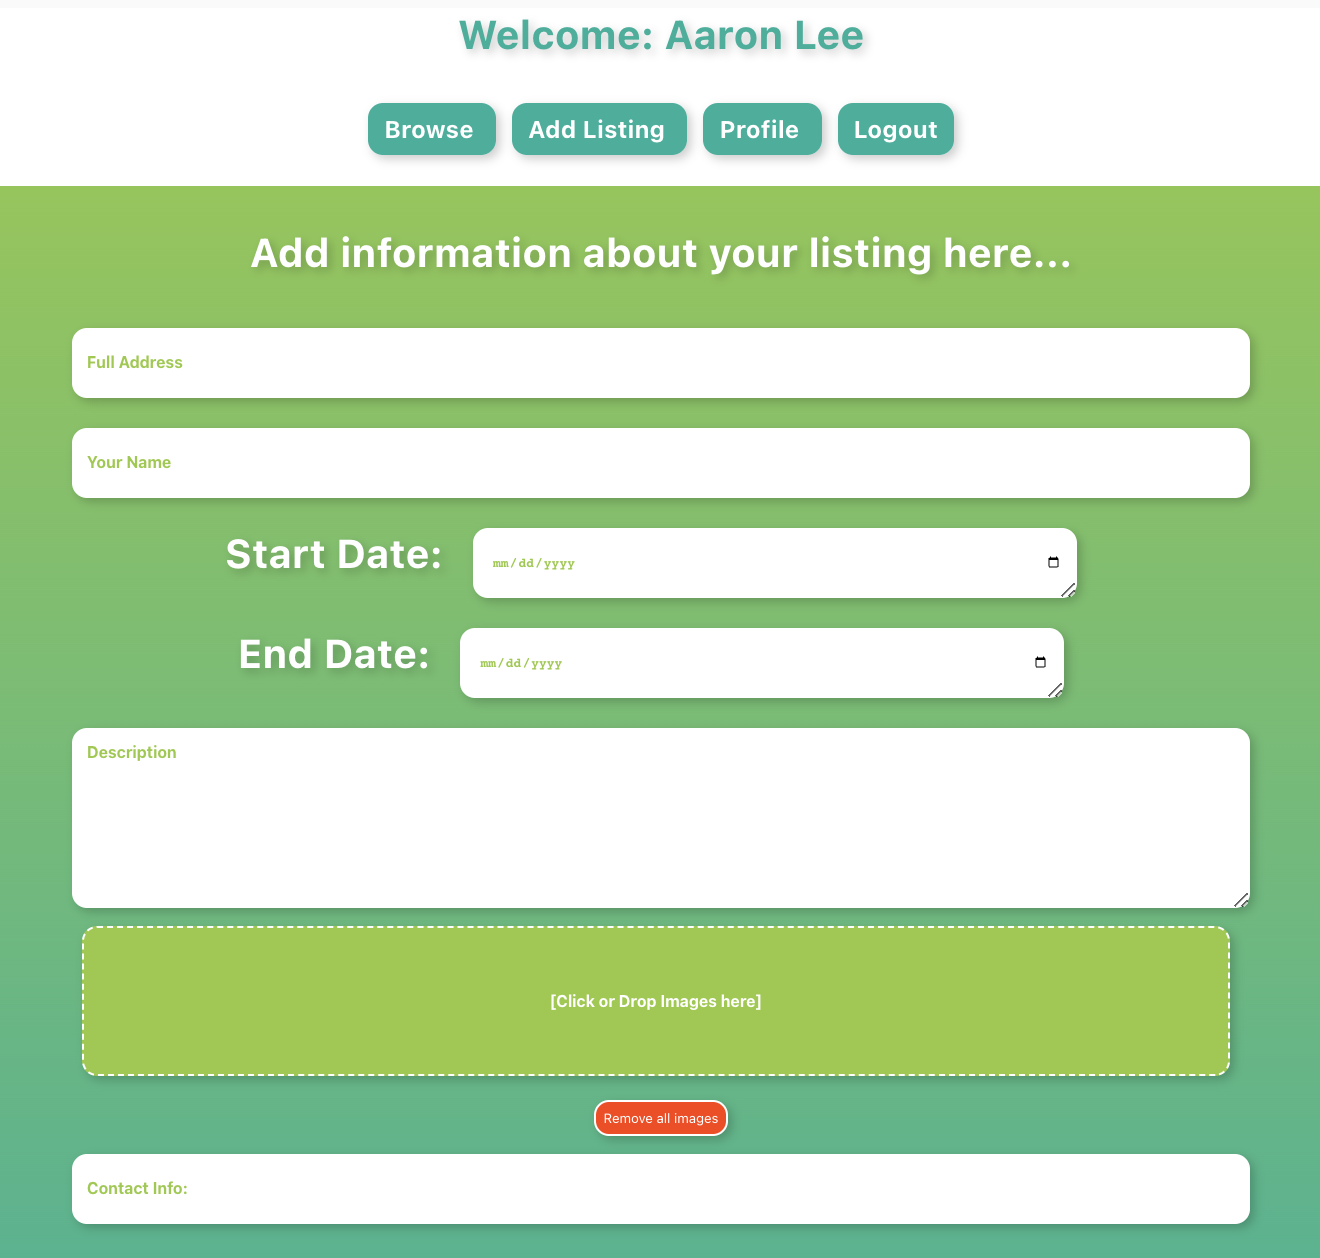 Welcome: Aaron Lee
Browse Add Listing Profile Logout
Add information about your listing here...
Full Address
Your Name
Start Date: mm/dd/yyyy
End Date: mm/dd/yyyy
Description
[Click or Drop Images here]
Remove all images
Contact Info: